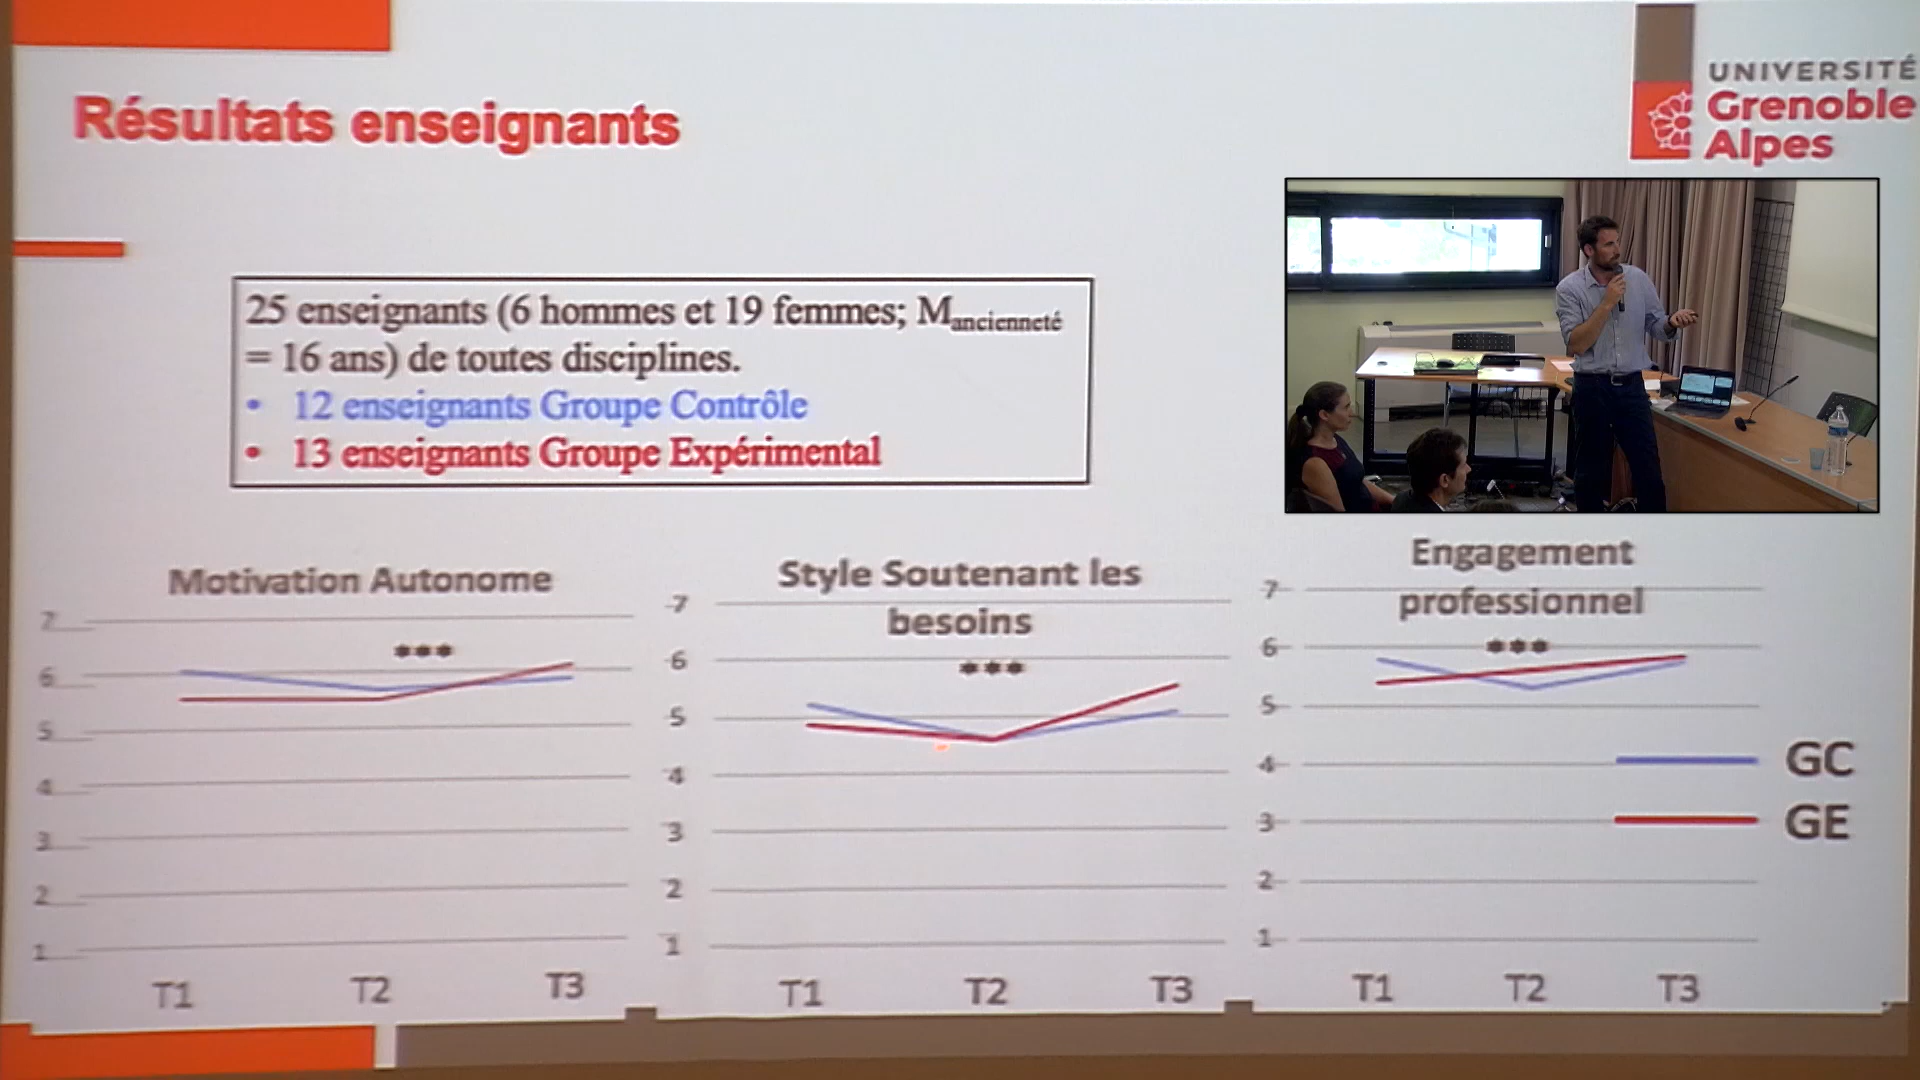 Résultats enseignants
UNIVERSITÉ
Grenoble
Alpes
25 enseignants (6 hommes et 19 femmes; Mancienneté
= 16 ans) de toutes disciplines.
• 12 enseignants Groupe Contrôle
• 13 enseignants Groupe Expérimental
Motivation Autonome
7
***
6
5
4
3
2
1
T1 T2 T3
Style Soutenant les
besoins
7
6
***
5
4
3
2
1
T1 T2 T3
Engagement
professionnel
7
6
***
5
4
3
2
1
T1 T2 T3
GC
GE